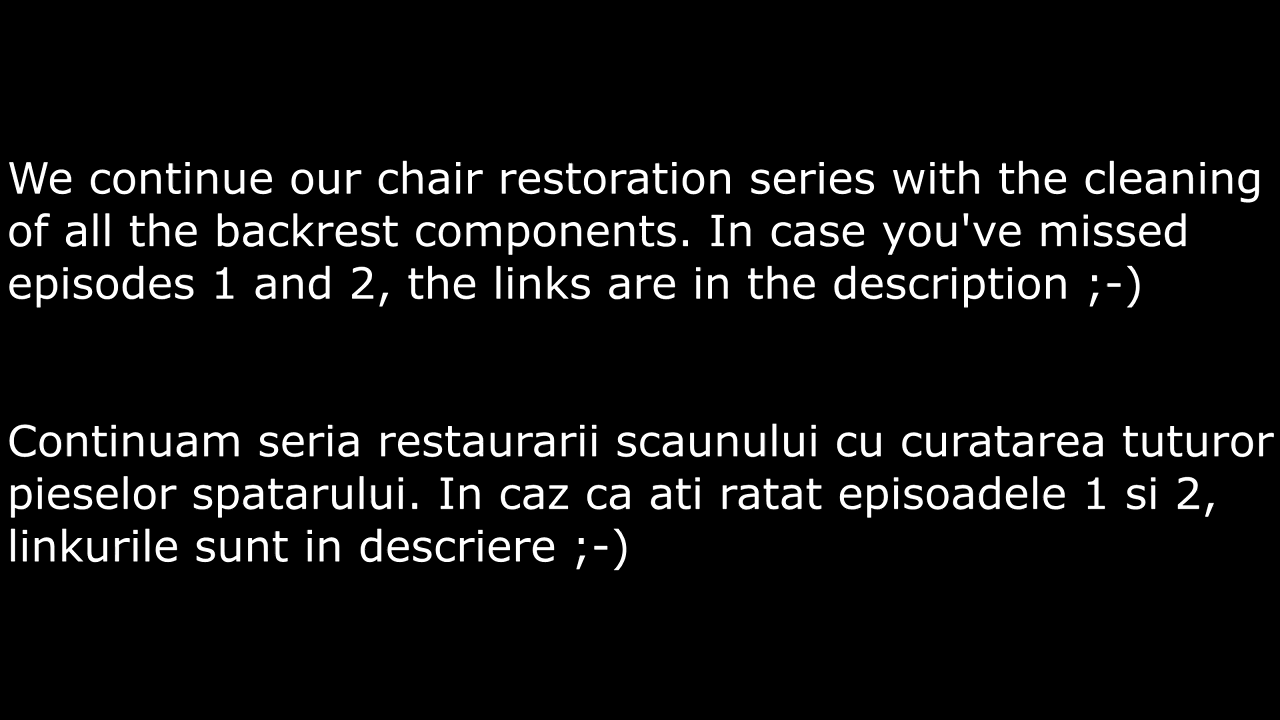 We continue our chair restoration series with the cleaning
of all the backrest components. In case you've missed
episodes 1 and 2, the links are in the description ;-)
Continuam seria restaurarii scaunului cu curatarea tuturor
pieselor spatarului. In caz ca ati ratat episoadele 1 si 2,
linkurile sunt in descriere ;-)